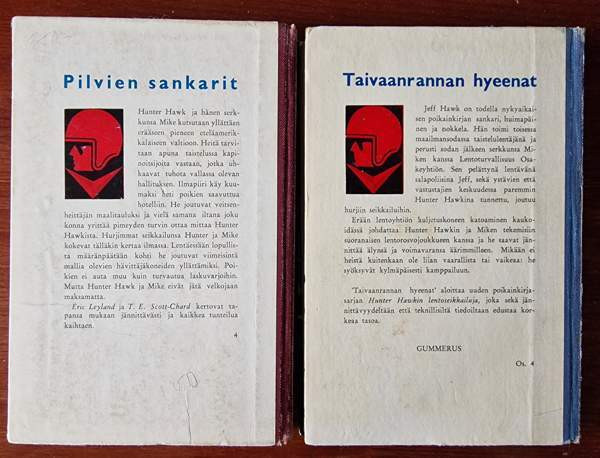 Pilvien sankarit
Hunter Hawk ja hänen serk-
kunsa Mike kutsutaan yllättäen
erääseen pieneen eteläamerik-
kalaiseen valtioon. Heitä tarvi-
taan apuna taistelussa kapi-
noitsijoita vastaan, jotka uh-
kaavat tuhota vallassa olevan
hallituksen. Ilmapiiri käy kuu-
maksi heti poikien saavuttua
hotelliin. He joutuvat veitsen-
heittäjän maalitauluksi ja vielä samana iltana joku
konna yrittää pimeyden turvin ottaa mittaa Hunter
Hawkista. Hurjimmat seikkailunsa Hunter ja Mike
kokevat tälläkin kertaa ilmassa. Lentäessään lopullis-
ta määränpäätään kohti he joutuvat viimeisintä
mallia olevien hävittäjäkoneiden yllättämiksi. Poi-
kien ei auta muu kuin turvautua laskuvarjoihin.
Mutta Hunter Hawk ja Mike eivät jätä velkojaan
maksamatta.
Eric Leyland ja T. E. Scott-Chard kertovat ta-
pansa mukaan jännittävästi ja kaikkea tunteilua
kaihtaen.
4
Taivaanrannan hyeenat
Jeff Hawk on todella nykyaikai-
sen poikainkirjan sankari, huimapäi-
nen ja nokkela. Hän toimi toisessa
maailmansodassa taistelulentäjänä ja
perusti sodan jälkeen serkkunsa Mi-
ken kanssa Lentoturvallisuus Osa-
keyhtiön. Sen pelättynä lentävänä
salapoliisina Jeff, sekä ystävien että
vastustajien keskuudessa paremmin
Hunter Hawkina tunnettu, joutuu
hurjiin seikkailuihin.
Erään lentoyhtiön kuljetuskoneen katoaminen kauko-
idässä johdattaa Hunter Hawkin ja Miken tekemisiin
suuranaisen lentorosvojoukkueen kanssa ja he saavat jän-
nittää älynsä ja voimavaransa äärimmilleen. Mikään ei
heistä kuitenkaan ole liian vaarallista tai vaikeaa: he
syöksyvät kylmäpäisesti kamppailuun.
'Taivaanrannan hyeenat' aloittaa uuden poikainkirja-
sarjan Hunter Hawkin lentoseikkailuja, joka sekä jän-
nittävyydeltään että teknillisiltä tiedoiltaan edustaa kor-
keaa tasoa.
GUMMERUS
Os. 4